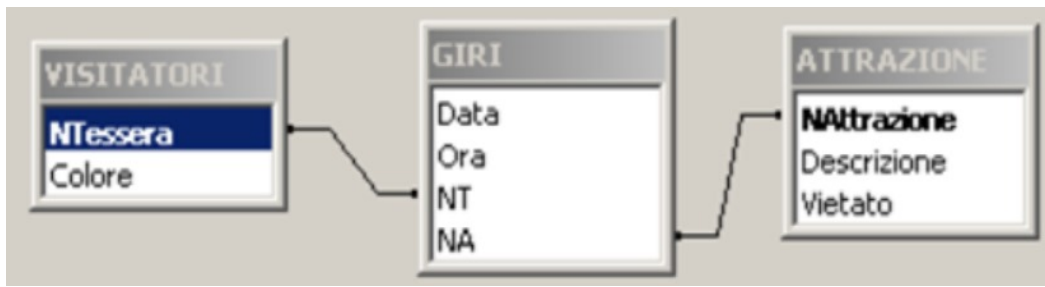 VISITATORI
NTessera
Colore
GIRI
Data
Ora
NT
NA
ATTRAZIONE
NAttrazione
Descrizione
Vietato